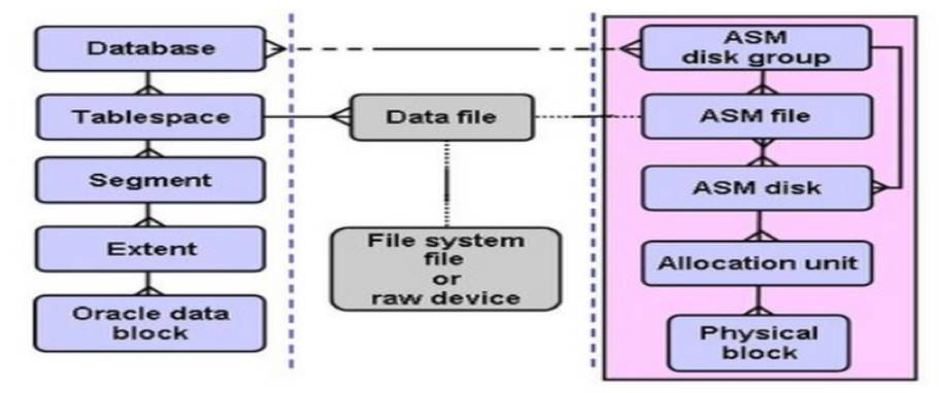 Database
Tablespace
Segment
Extent
Oracle data
block
Data file
File system
file
or
raw device
ASM
disk group
ASM file
ASM disk
Allocation unit
Physical
block